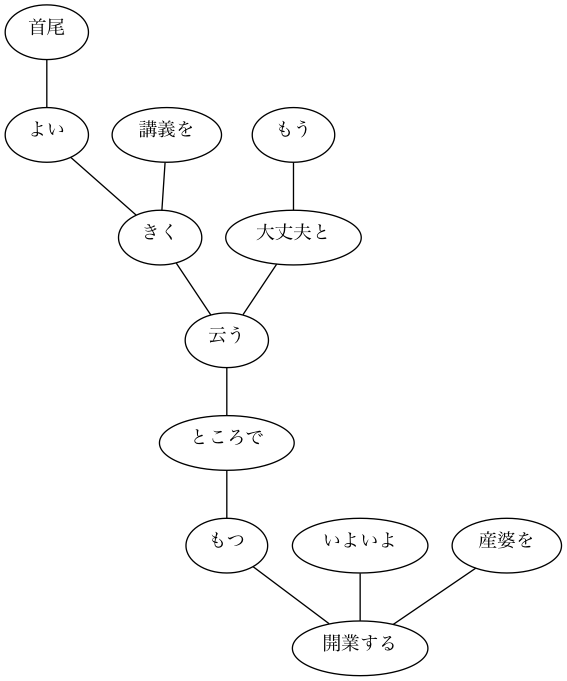 首尾
よい
講義を
もう
きく
大丈夫と
云う
ところで
もつ
いよいよ
産婆を
開業する